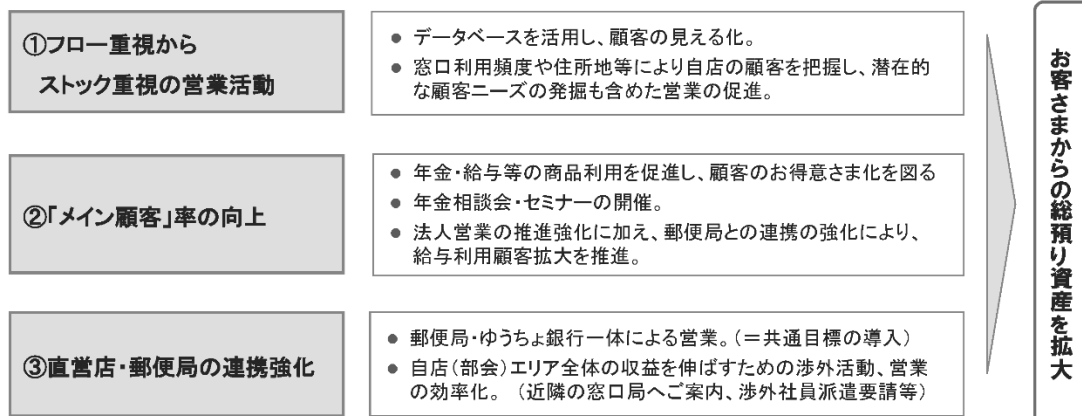 ①フロー重視から
ストック重視の営業活動
● データベースを活用し、顧客の見える化。
● 窓口利用頻度や住所地等により自店の顧客を把握し、潜在的
な顧客ニーズの発掘も含めた営業の促進。
②「メイン顧客」率の向上
● 年金・給与等の商品利用を促進し、顧客のお得意さま化を図る
● 年金相談会・セミナーの開催。
● 法人営業の推進強化に加え、郵便局との連携の強化により、
給与利用顧客拡大を推進。
③直営店・郵便局の連携強化
● 郵便局・ゆうちょ銀行一体による営業。(＝共通目標の導入)
● 自店(部会)エリア全体の収益を伸ばすための渉外活動、営業
の効率化。 (近隣の窓口局へご案内、渉外社員派遣要請等)
お客さまからの総預り資産を拡大